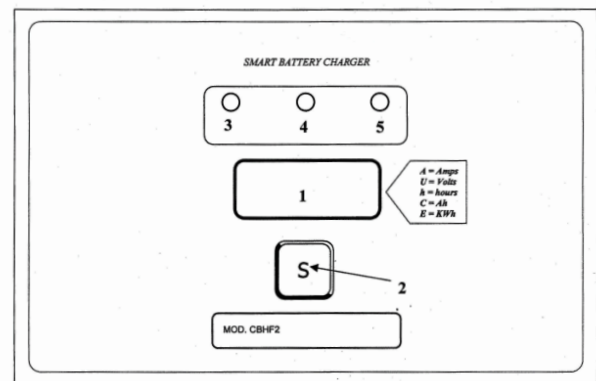 SMART BATTERY CHARGER
3 4 5
1
A = Amps
U = Volts
h = hours
C = Ah
E = KWh
S
2
MOD. CBHF2